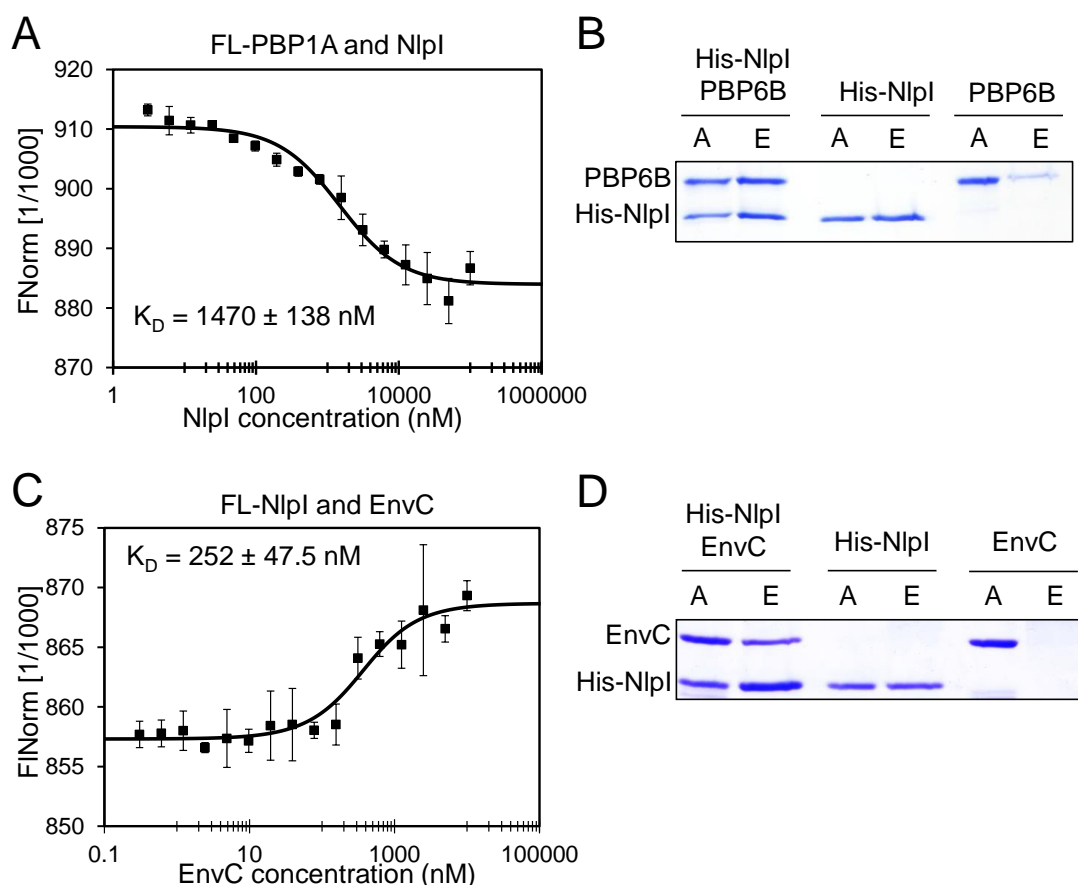 A
FL-PBP1A and NlpI
920
910
900
890
880
870
FNorm [1/1000]
K_D = 1470 ± 138 nM
1
100
10000
1000000
NlpI concentration (nM)
B
His-NlpI
PBP6B
His-NlpI
PBP6B
A
E
A
E
A
E
PBP6B
His-NlpI
C
FL-NlpI and EnvC
875
870
865
860
855
850
FlNorm [1/1000]
K_D = 252 ± 47.5 nM
0.1
10
1000
100000
EnvC concentration (nM)
D
His-NlpI
EnvC
His-NlpI
EnvC
A
E
A
E
A
E
EnvC
His-NlpI